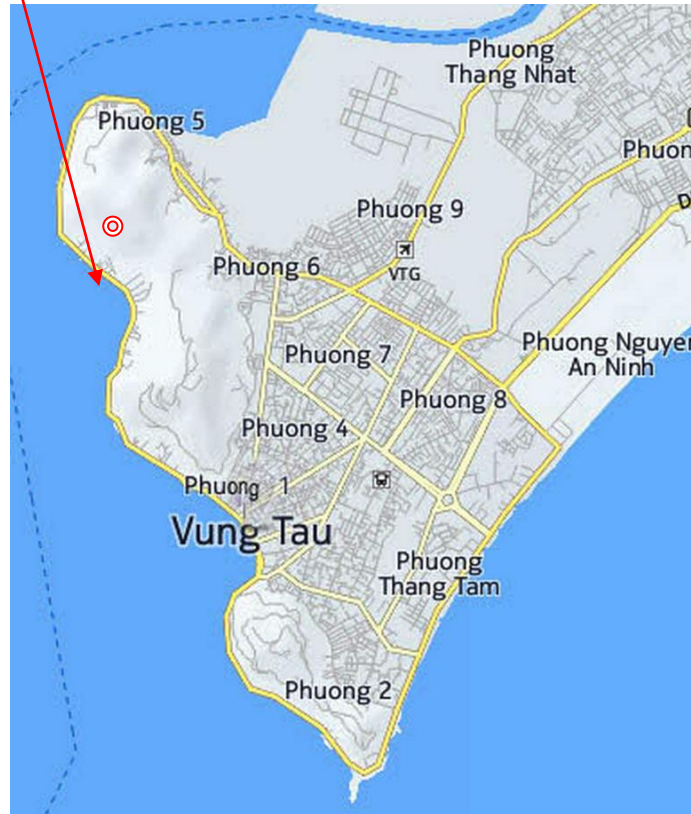 Phuong
Thang Nhat
Phuong 5
Phuon
D
Phuong 9
VTG
Phuong 6
Phuong 7
Phuong Nguyer
An Ninh
Phuong 8
Phuong 4
Phuong 1
Vung Tau
Phuong
Thang Tam
Phuong 2